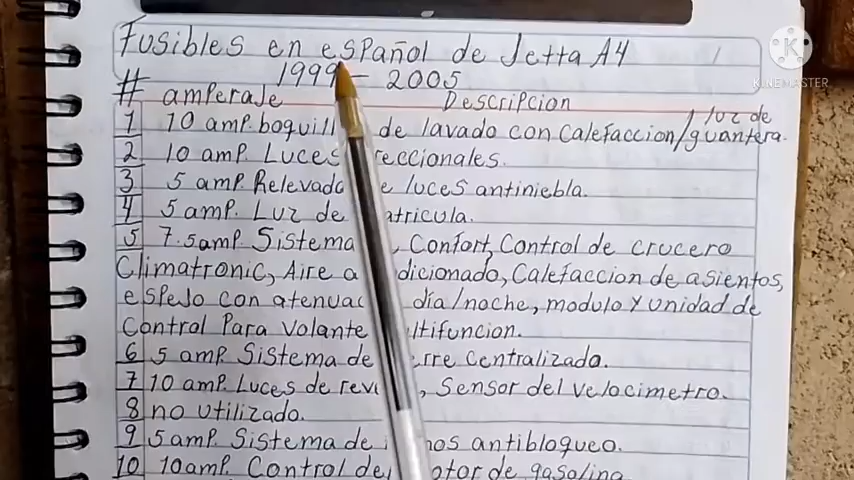 Fusibles en español de Jetta A4
1999 - 2005
# amperaje Descripcion
1 10 amp. boquill de lavado con calefaccion/luz de guantera.
2 10 amp. Luces reccionales.
3 5 amp. Relevado e luces antiniebla.
4 5 amp. Luz de atricula.
5 7.5 amp Sistema , Confort, Control de crucero
Climatronic, Aire a dicionado, Calefaccion de asientos,
espejo con atenuac dia/noche, modulo y unidad de
Control Para Volante ltifuncion.
6 5 amp. Sistema de erre centralizado.
7 10 amp. Luces de rev , Sensor del velocimetro.
8 no utilizado.
9 5 amp. Sistema de nos antibloqueo.
10 10 amp. Control de otor de gasolina
KINEMASTER